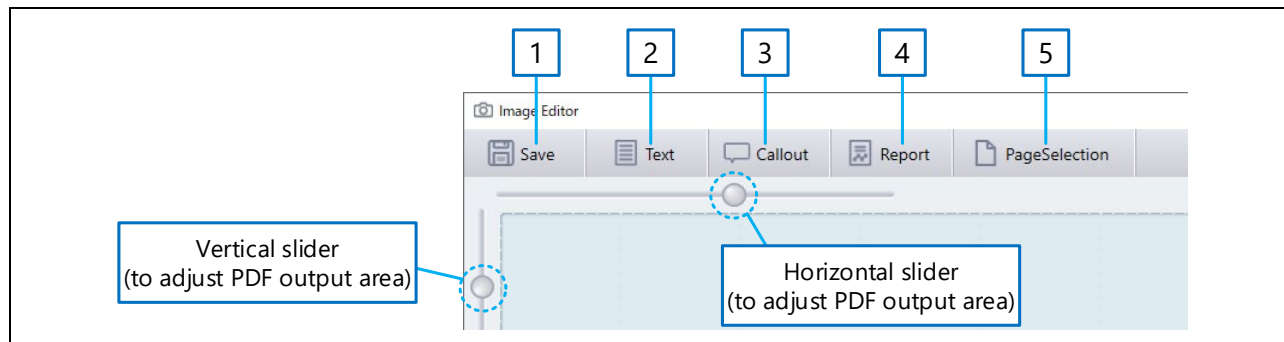 1 2 3 4 5
Image Editor
Save Text Callout Report PageSelection
Vertical slider
(to adjust PDF output area)
Horizontal slider
(to adjust PDF output area)